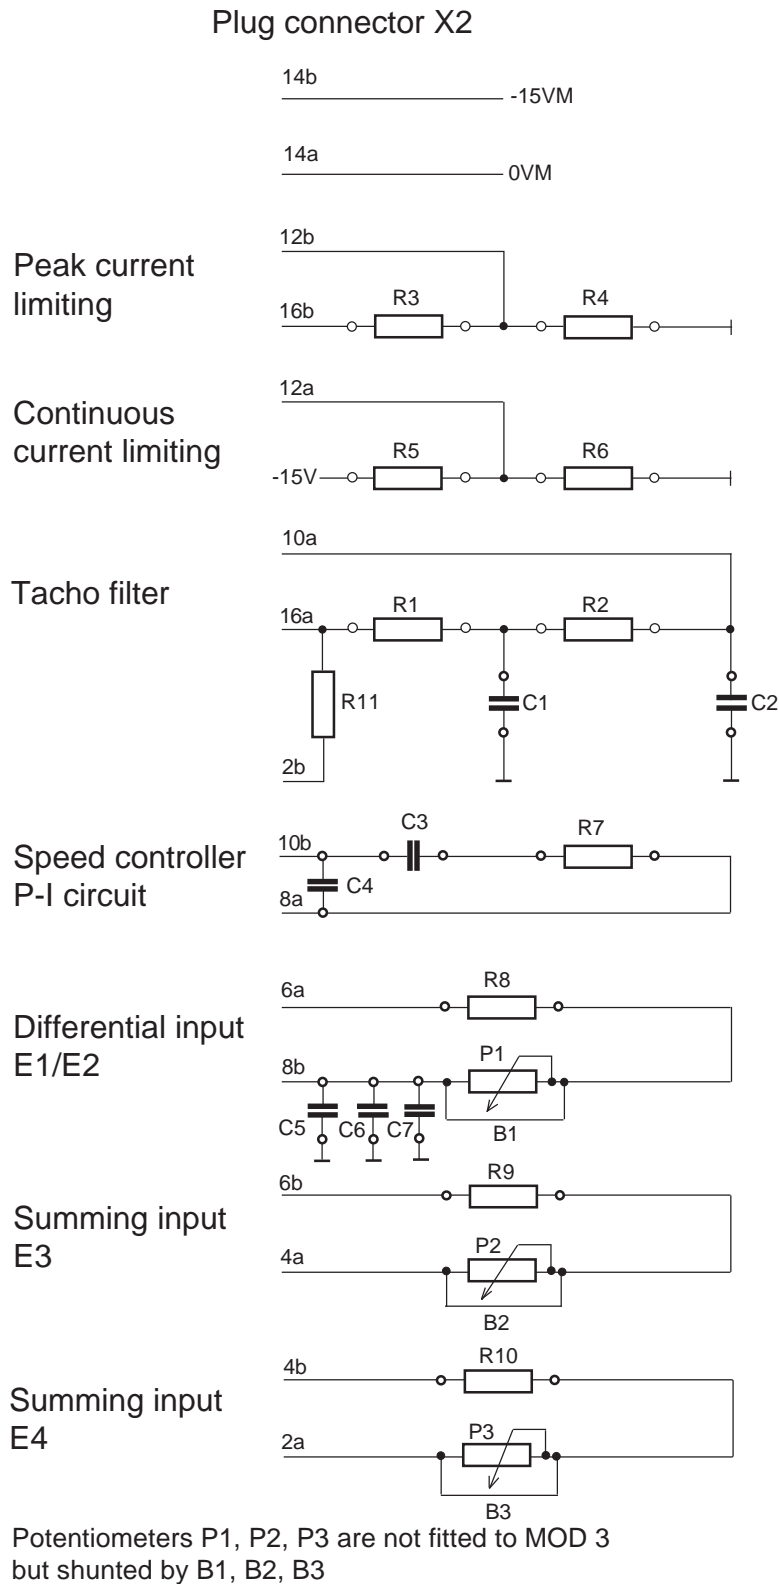 Plug connector X2
14b
-15VM
14a
0VM
12b
Peak current
limiting
16b
R3
R4
12a
Continuous
current limiting
-15V
R5
R6
10a
Tacho filter
16a
R1
R2
R11
C1
C2
2b
C3
R7
10b
Speed controller
P-I circuit
C4
8a
6a
R8
Differential input
E1/E2
P1
8b
C5
C6
C7
B1
6b
R9
Summing input
E3
4a
P2
B2
4b
R10
Summing input
E4
2a
P3
B3
Potentiometers P1, P2, P3 are not fitted to MOD 3
but shunted by B1, B2, B3